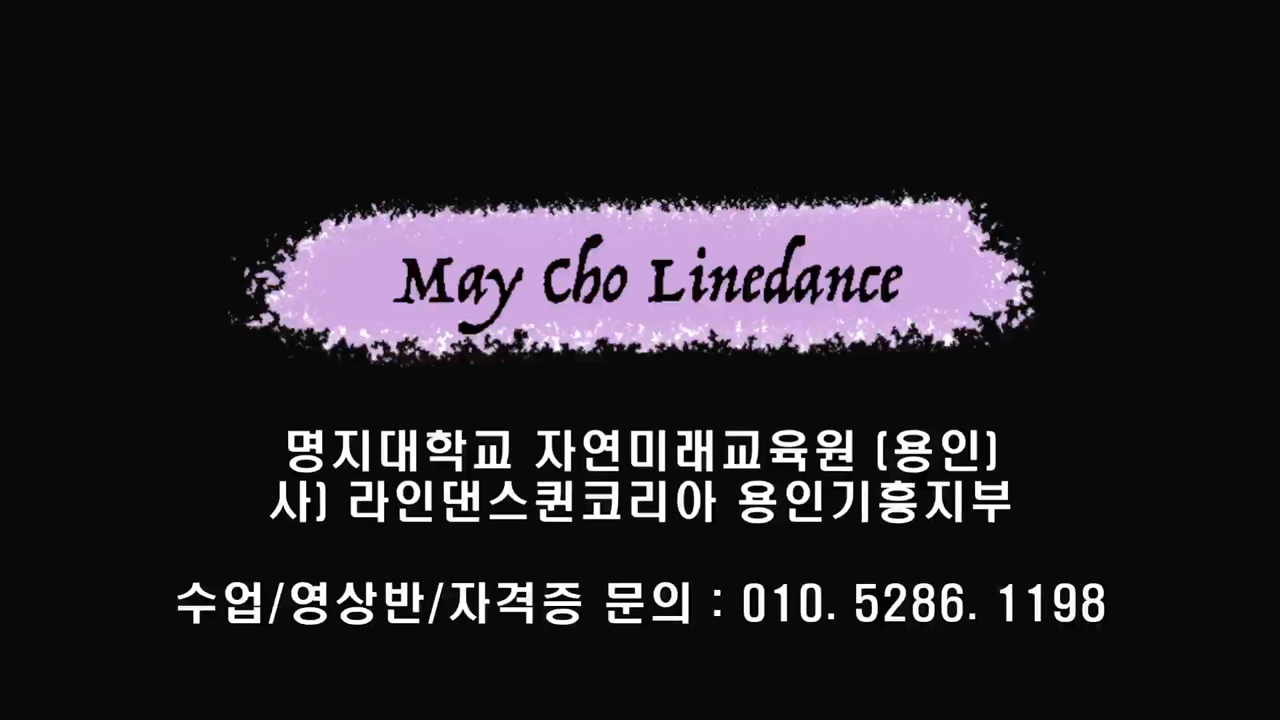 May Cho Linedance
명지대학교 자연미래교육원 (용인)
사) 라인댄스퀸코리아 용인기흥지부
수업/영상반/자격증 문의 : 010. 5286. 1198